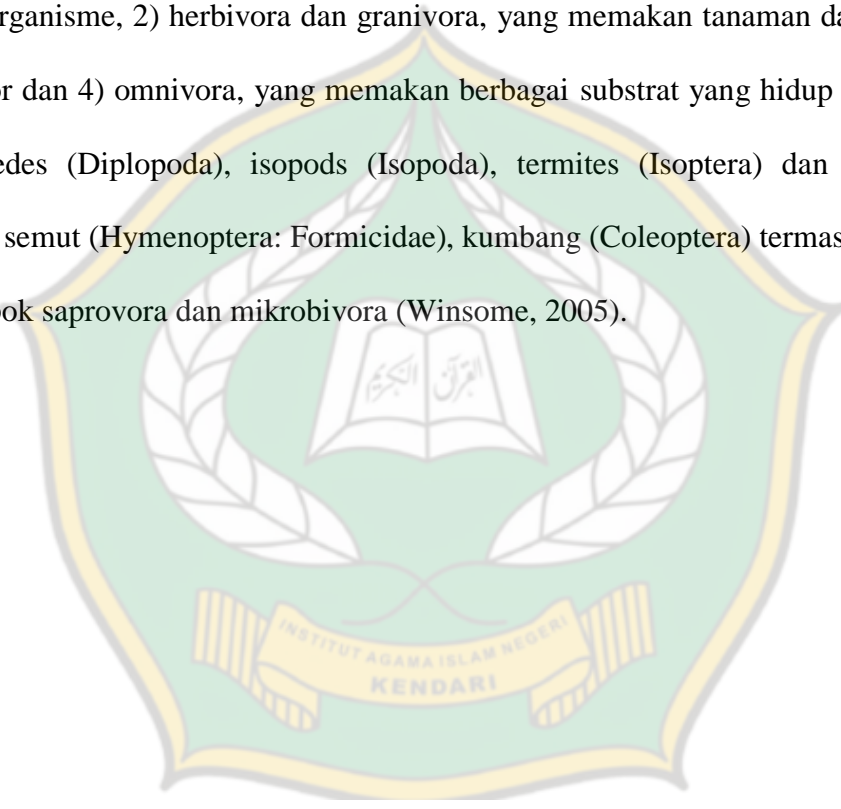 rganisme, 2) herbivora dan granivora, yang memakan tanaman da
r dan 4) omnivora, yang memakan berbagai substrat yang hidup
edes (Diplopoda), isopods (Isopoda), termites (Isoptera) dan
semut (Hymenoptera: Formicidae), kumbang (Coleoptera) termas
ok saprovora dan mikrobivora (Winsome, 2005).
القرآن الكريم
INSTITUT AGAMA ISLAM NEGERI
KENDARI